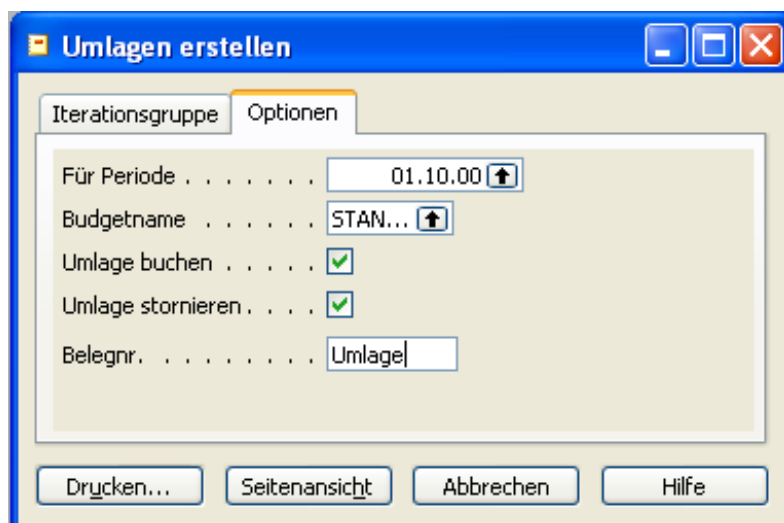 Umlagen erstellen
Iterationsgruppe Optionen
Für Periode . . . . . . . 01.10.00
Budgetname . . . . . . STAN...
Umlage buchen . . . . .
Umlage stornieren . . . .
Belegnr. . . . . . . . . . Umlage
Drucken... Seitenansicht Abbrechen Hilfe